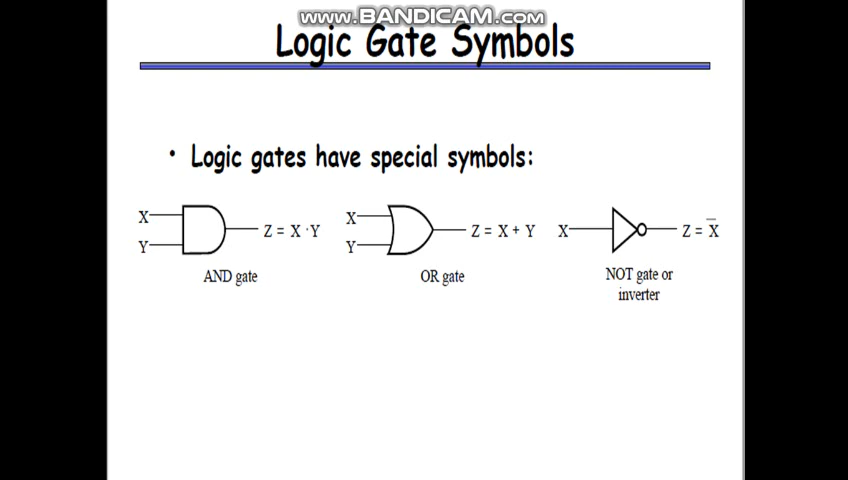 www.BANDICAM.com
Logic Gate Symbols
• Logic gates have special symbols:
X
Y
Z = X · Y
AND gate
X
Y
Z = X + Y
OR gate
X
Z = X̅
NOT gate or
inverter